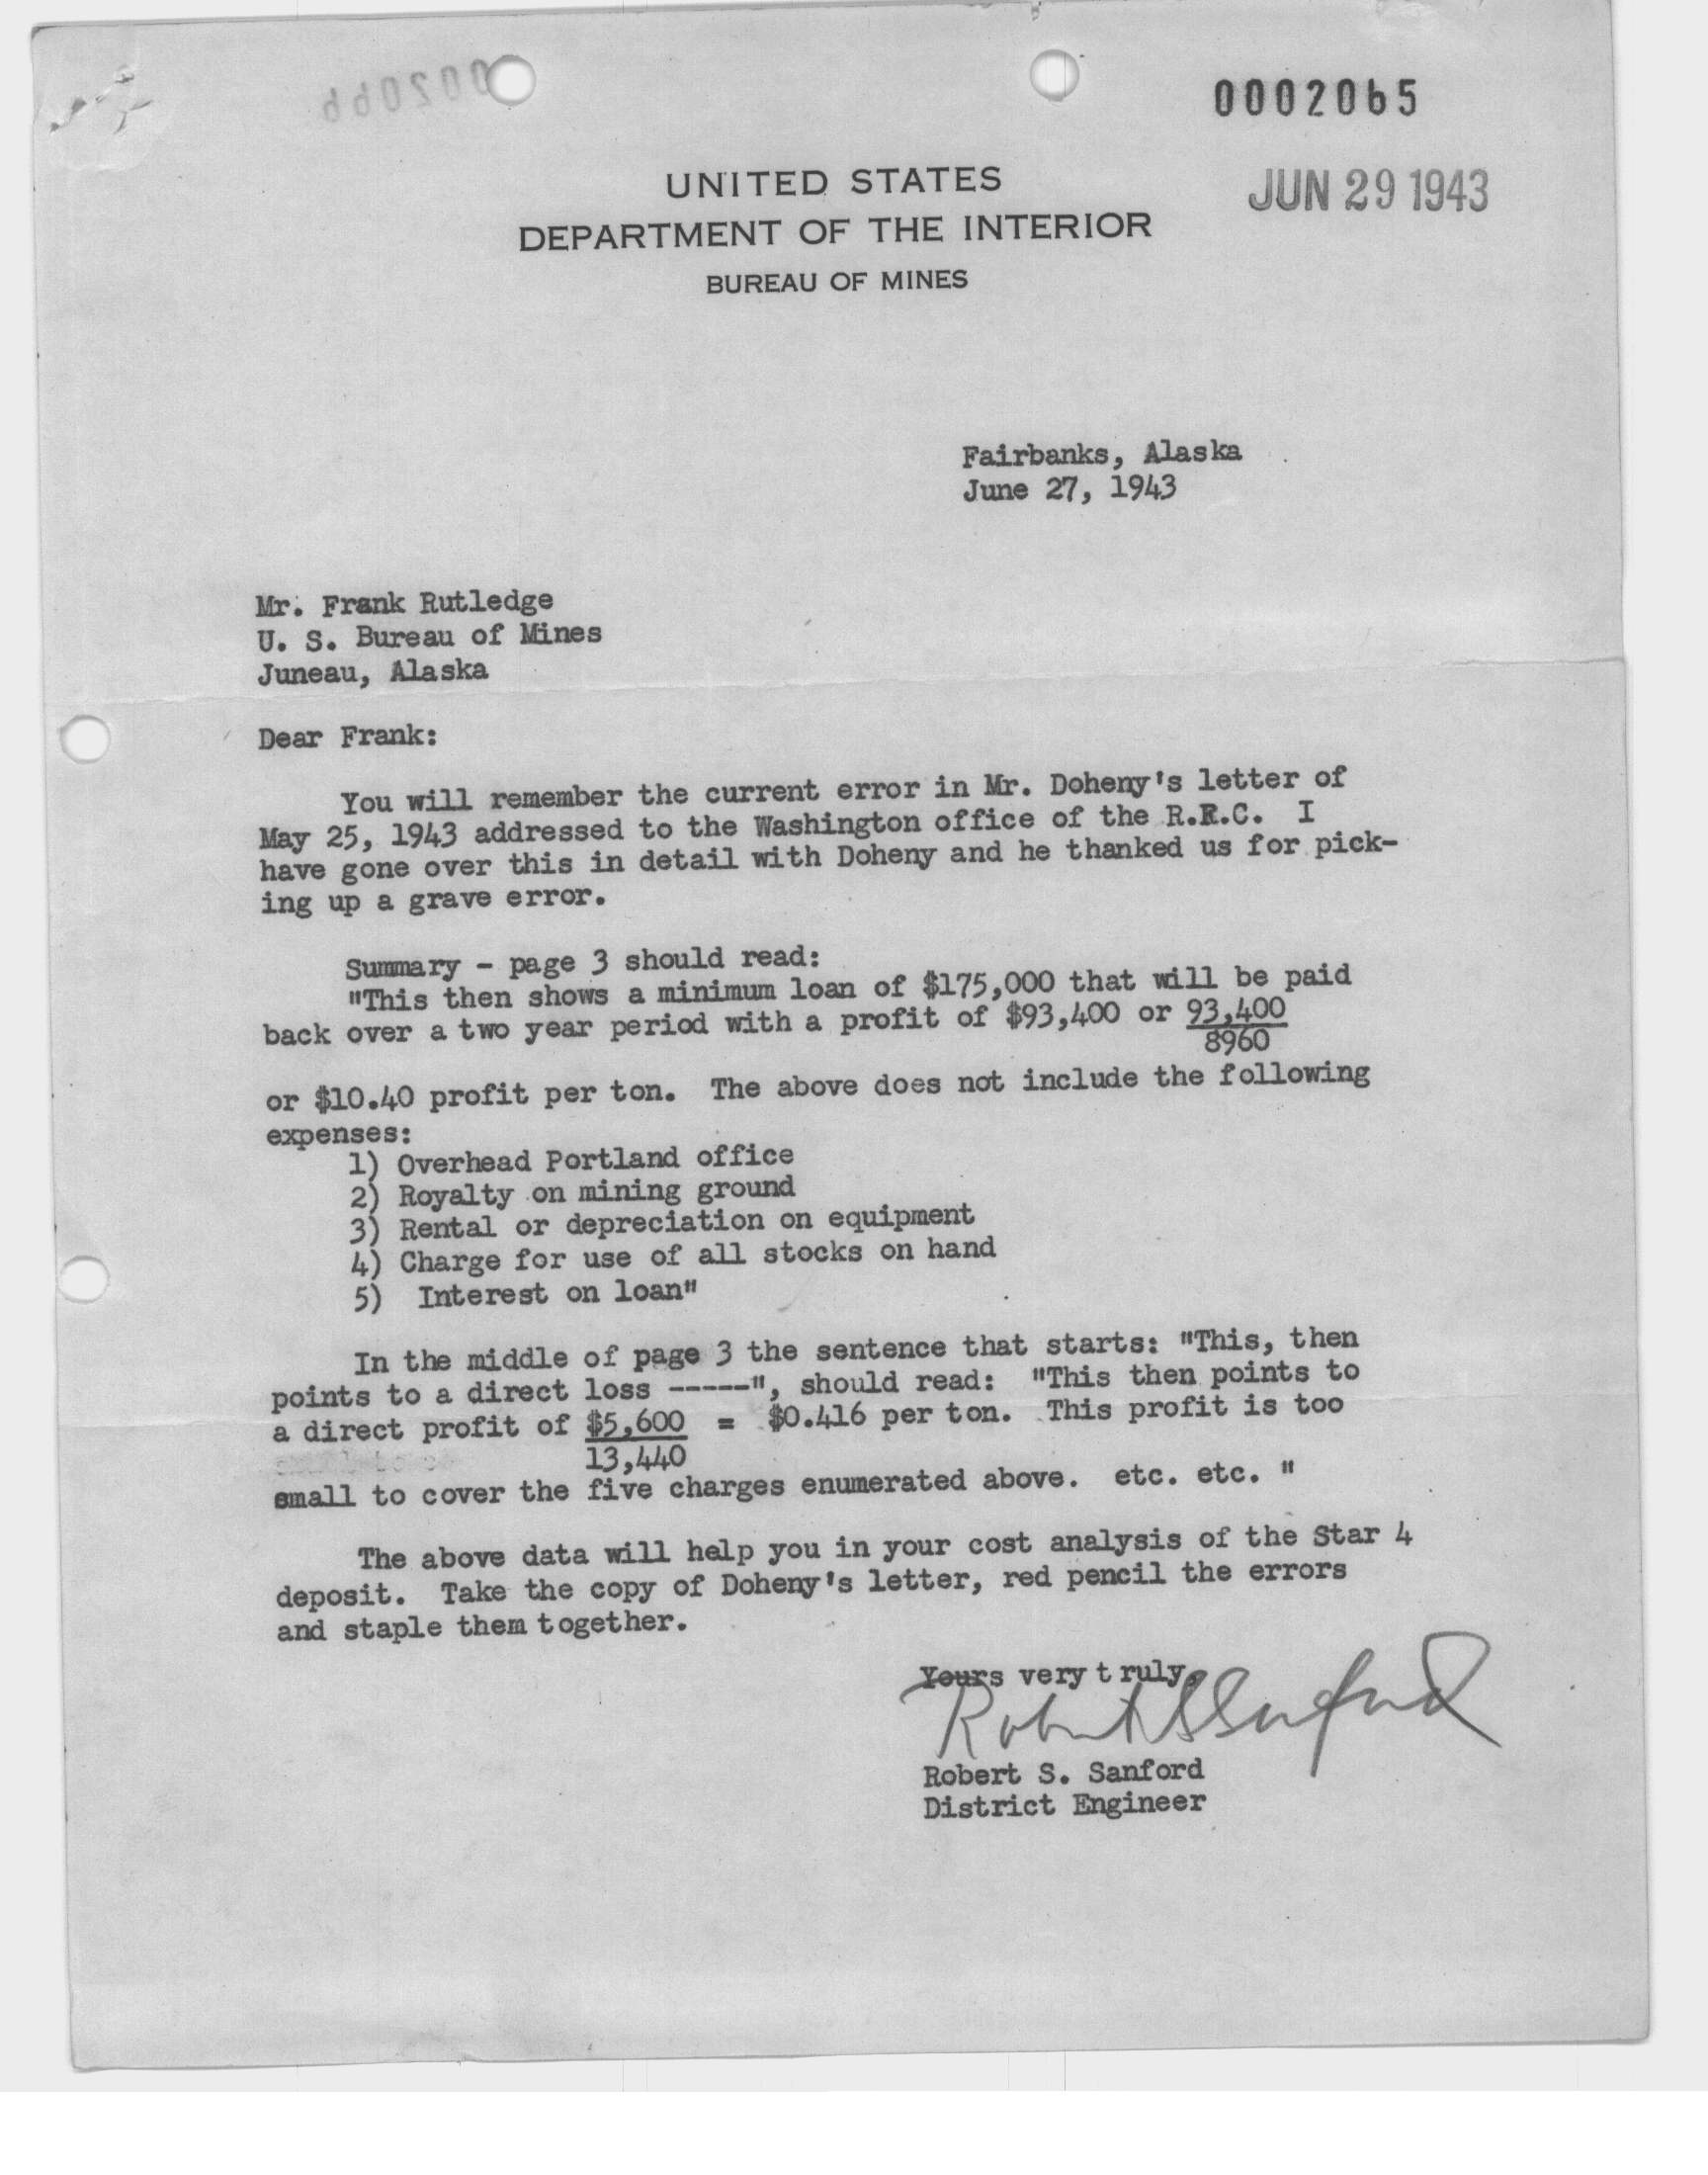 0002066
0002065
JUN 29 1943
UNITED STATES
DEPARTMENT OF THE INTERIOR
BUREAU OF MINES
Fairbanks, Alaska
June 27, 1943
Mr. Frank Rutledge
U. S. Bureau of Mines
Juneau, Alaska
Dear Frank:
You will remember the current error in Mr. Doheny's letter of
May 25, 1943 addressed to the Washington office of the R.R.C. I
have gone over this in detail with Doheny and he thanked us for pick-
ing up a grave error.
Summary - page 3 should read:
"This then shows a minimum loan of $175,000 that will be paid
back over a two year period with a profit of $93,400 or 93,400
8960
or $10.40 profit per ton. The above does not include the following
expenses:
1) Overhead Portland office
2) Royalty on mining ground
3) Rental or depreciation on equipment
4) Charge for use of all stocks on hand
5) Interest on loan"
In the middle of page 3 the sentence that starts: "This, then
points to a direct loss -----", should read: "This then points to
a direct profit of $5,600 = $0.416 per ton. This profit is too
13,440
small to cover the five charges enumerated above. etc. etc. "
The above data will help you in your cost analysis of the Star 4
deposit. Take the copy of Doheny's letter, red pencil the errors
and staple them together.
Yours very truly,
Robert S Sanford
Robert S. Sanford
District Engineer